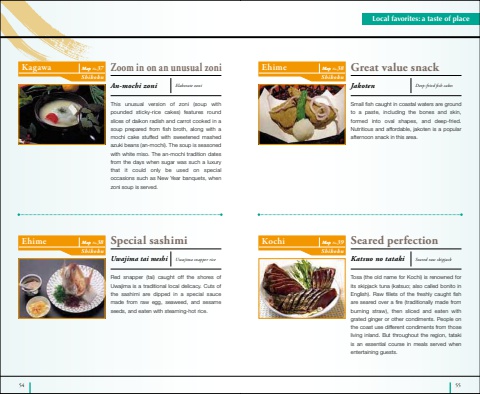 Local favorites: a taste of place
Kagawa
Map no.37
Shikoku
Zoom in on an unusual zoni
An-mochi zoni
Elaborate zoni
This unusual version of zoni (soup with
pounded sticky-rice cakes) features round
slices of daikon radish and carrot cooked in a
soup prepared from fish broth, along with a
mochi cake stuffed with sweetened mashed
azuki beans (an-mochi). The soup is seasoned
with white miso. The an-mochi tradition dates
from the days when sugar was such a luxury
that it could only be used on special
occasions such as New Year banquets, when
zoni soup is served.
Ehime
Map no.38
Shikoku
Great value snack
Jakoten
Deep-fried fish cakes
Small fish caught in coastal waters are ground
to a paste, including the bones and skin,
formed into oval shapes, and deep-fried.
Nutritious and affordable, jakoten is a popular
afternoon snack in this area.
Ehime
Map no.38
Shikoku
Special sashimi
Uwajima tai meshi
Uwajima snapper rice
Red snapper (tai) caught off the shores of
Uwajima is a traditional local delicacy. Cuts of
the sashimi are dipped in a special sauce
made from raw egg, seaweed, and sesame
seeds, and eaten with steaming-hot rice.
Kochi
Map no.39
Shikoku
Seared perfection
Katsuo no tataki
Seared raw skipjack
Tosa (the old name for Kochi) is renowned for
its skipjack tuna (katsuo; also called bonito in
English). Raw fillets of the freshly caught fish
are seared over a fire (traditionally made from
burning straw), then sliced and eaten with
grated ginger or other condiments. People on
the coast use different condiments from those
living inland. But throughout the region, tataki
is an essential course in meals served when
entertaining guests.
54
55